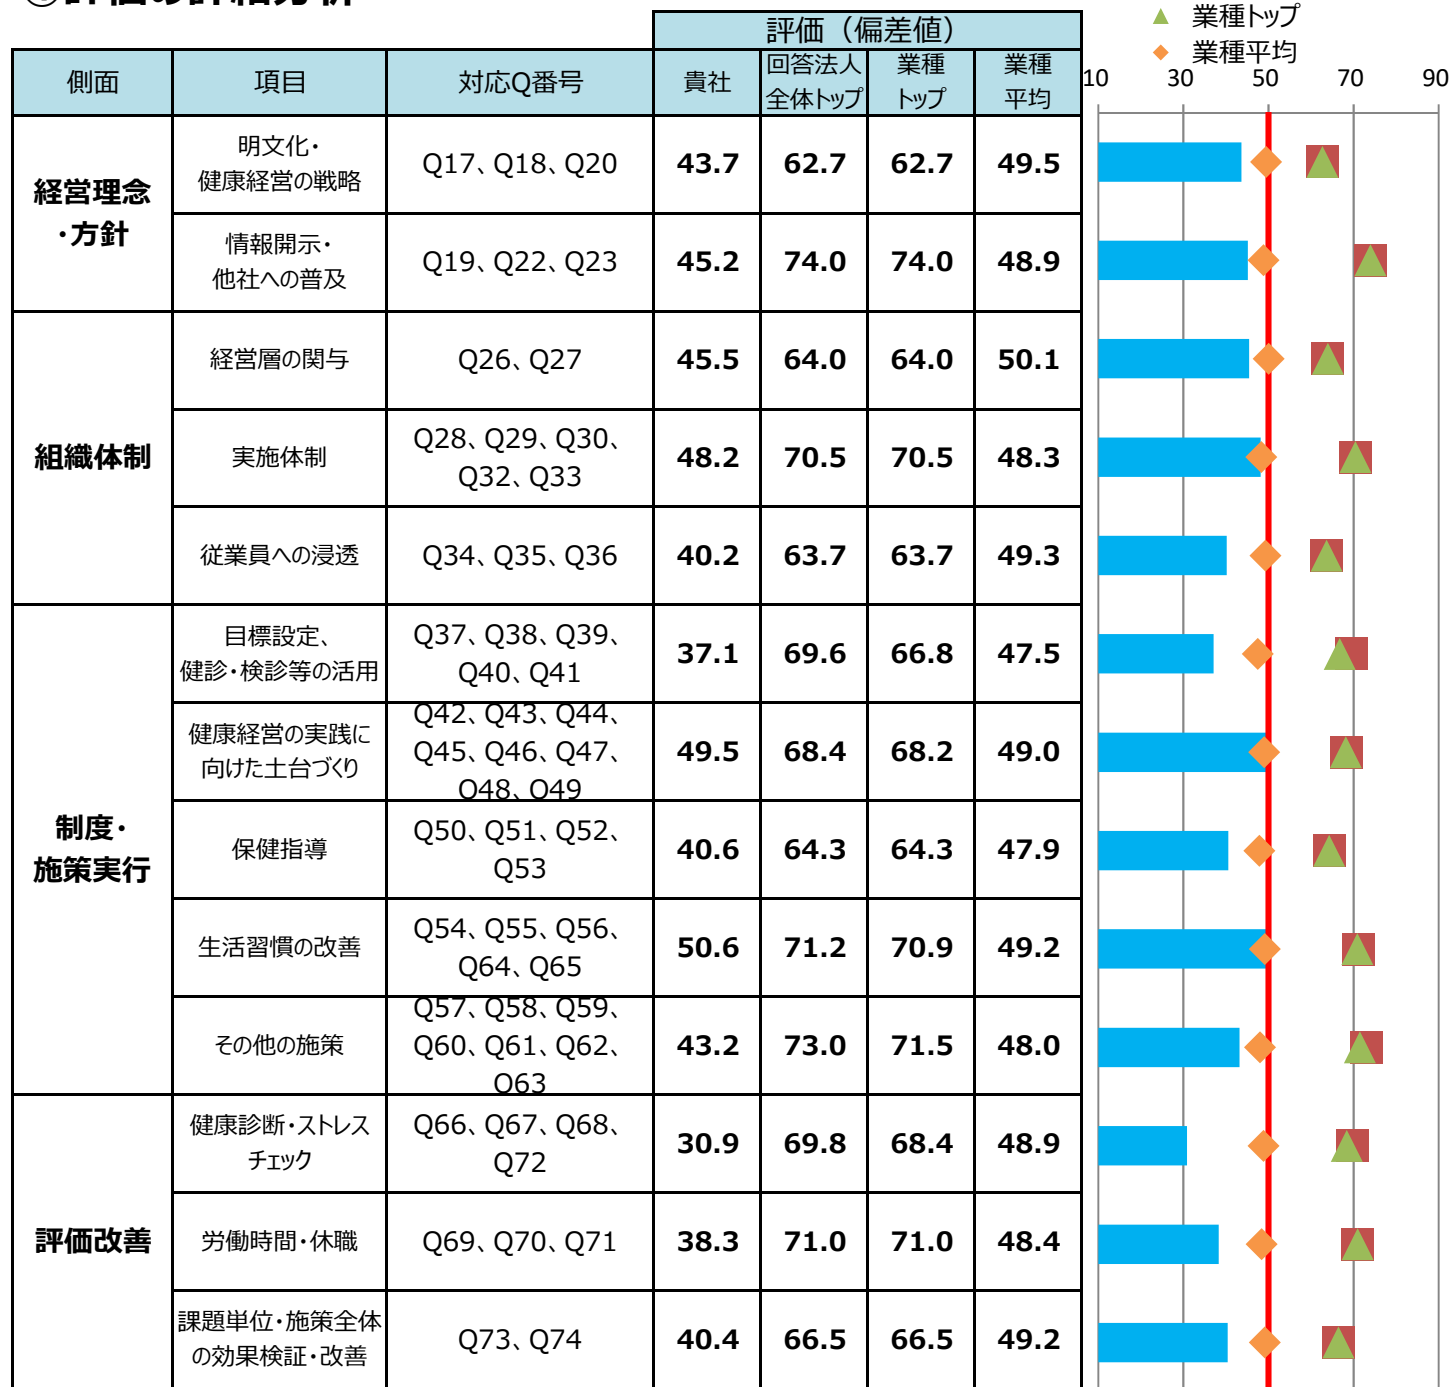 ▲ 業種トップ
◆ 業種平均
評価（偏差値）
側面 項目 対応Q番号 貴社 回答法人 業種 業種
全体トップ トップ 平均
10 30 50 70 90
経営理念
・方針
明文化・
健康経営の戦略
Q17、Q18、Q20 43.7 62.7 62.7 49.5
情報開示・
他社への普及
Q19、Q22、Q23 45.2 74.0 74.0 48.9
組織体制
経営層の関与 Q26、Q27 45.5 64.0 64.0 50.1
実施体制
Q28、Q29、Q30、
Q32、Q33
48.2 70.5 70.5 48.3
従業員への浸透 Q34、Q35、Q36 40.2 63.7 63.7 49.3
制度・
施策実行
目標設定、
健診・検診等の活用
Q37、Q38、Q39、
Q40、Q41
37.1 69.6 66.8 47.5
健康経営の実践に
向けた土台づくり
Q42、Q43、Q44、
Q45、Q46、Q47、
Q48、Q49
49.5 68.4 68.2 49.0
保健指導
Q50、Q51、Q52、
Q53
40.6 64.3 64.3 47.9
生活習慣の改善
Q54、Q55、Q56、
Q64、Q65
50.6 71.2 70.9 49.2
その他の施策
Q57、Q58、Q59、
Q60、Q61、Q62、
Q63
43.2 73.0 71.5 48.0
評価改善
健康診断・ストレス
チェック
Q66、Q67、Q68、
Q72
30.9 69.8 68.4 48.9
労働時間・休職 Q69、Q70、Q71 38.3 71.0 71.0 48.4
課題単位・施策全体
の効果検証・改善
Q73、Q74 40.4 66.5 66.5 49.2